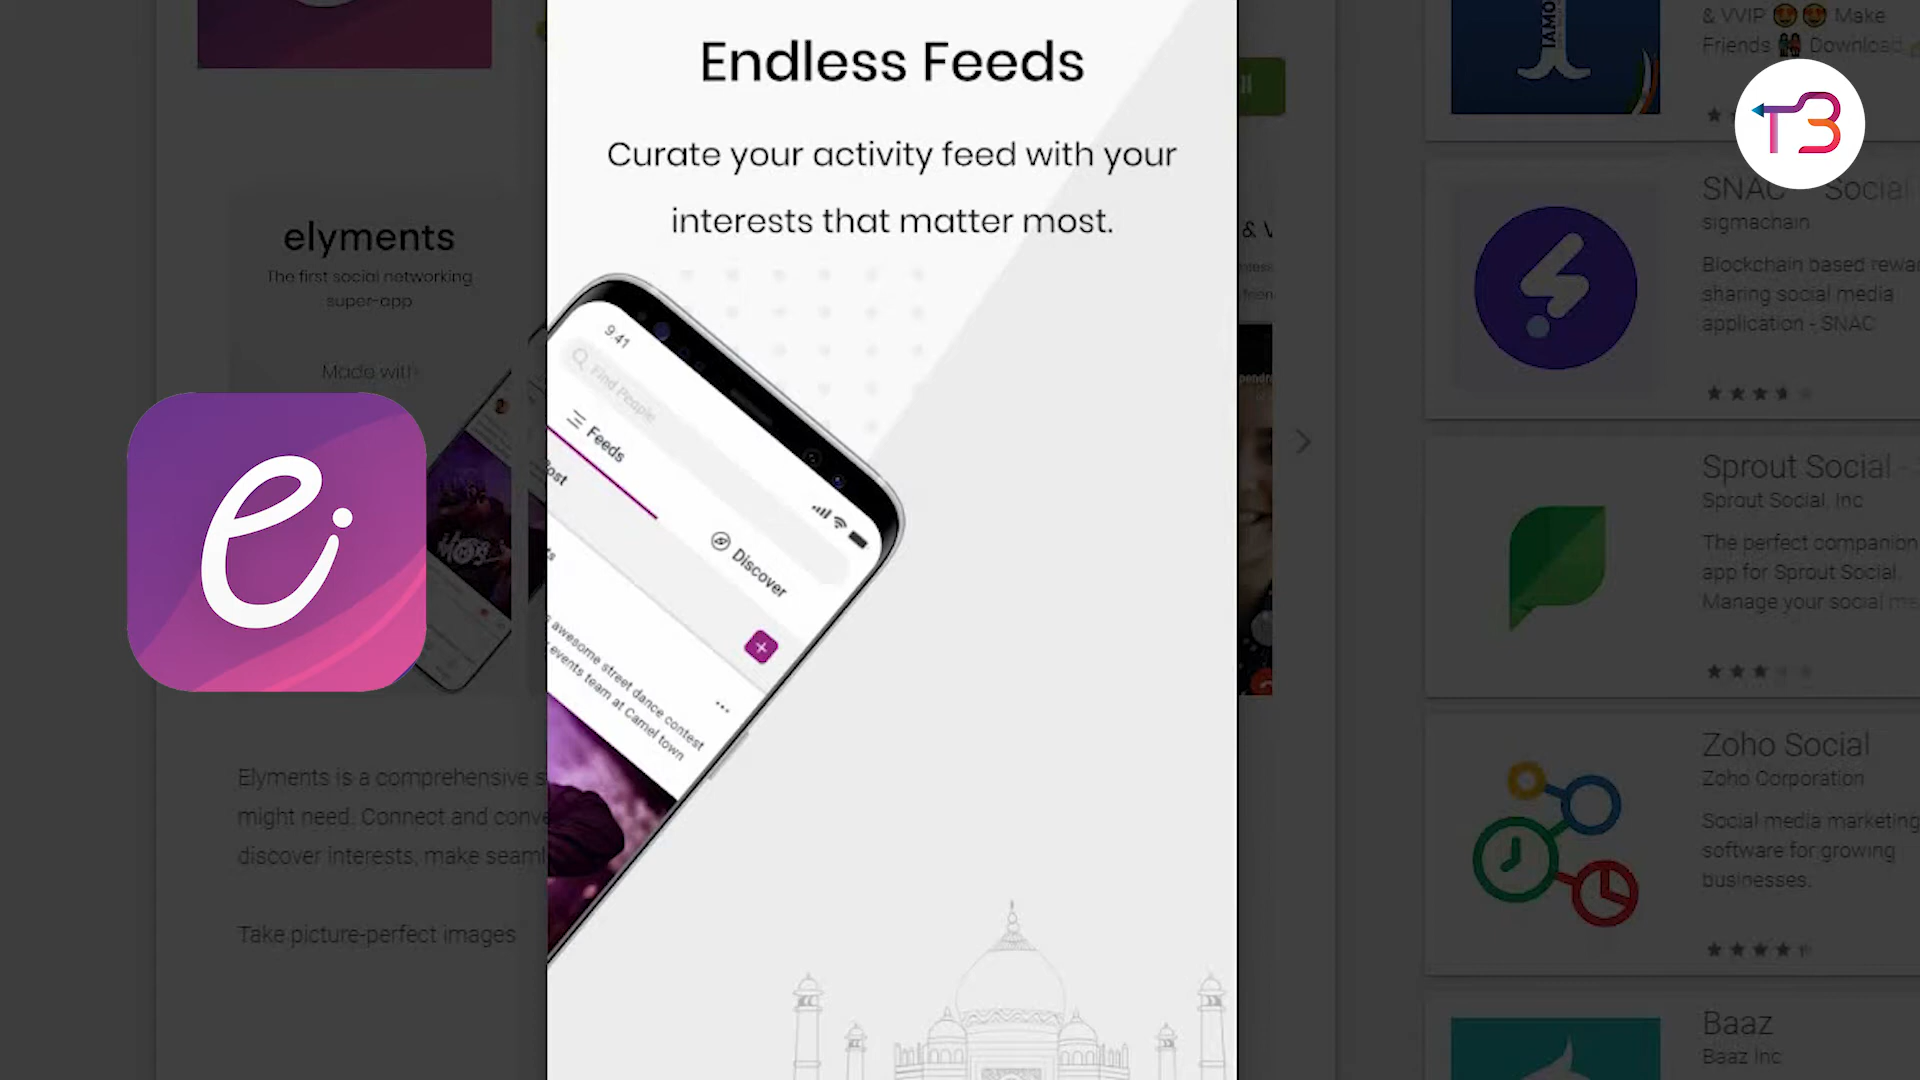 Endless Feeds
Curate your activity feed with your
interests that matter most.
9:41
Find People
Feeds
Discover
awesome street dance contest
events team at Camel town
elyments
The first social networking
super-app
Made with
e
Elyments is a comprehensive
might need. Connect and
discover interests, make
Take picture-perfect images
& V
& VVIP 😍😍 Make
Friends 👫 Download
T3
SNAC - Social
sigmachain
Blockchain based
sharing social media
application - SNAC
Sprout Social -
Sprout Social, Inc
The perfect companion
app for Sprout Social.
Manage your social
Zoho Social
Zoho Corporation
Social media marketing
software for growing
businesses.
Baaz
Baaz Inc